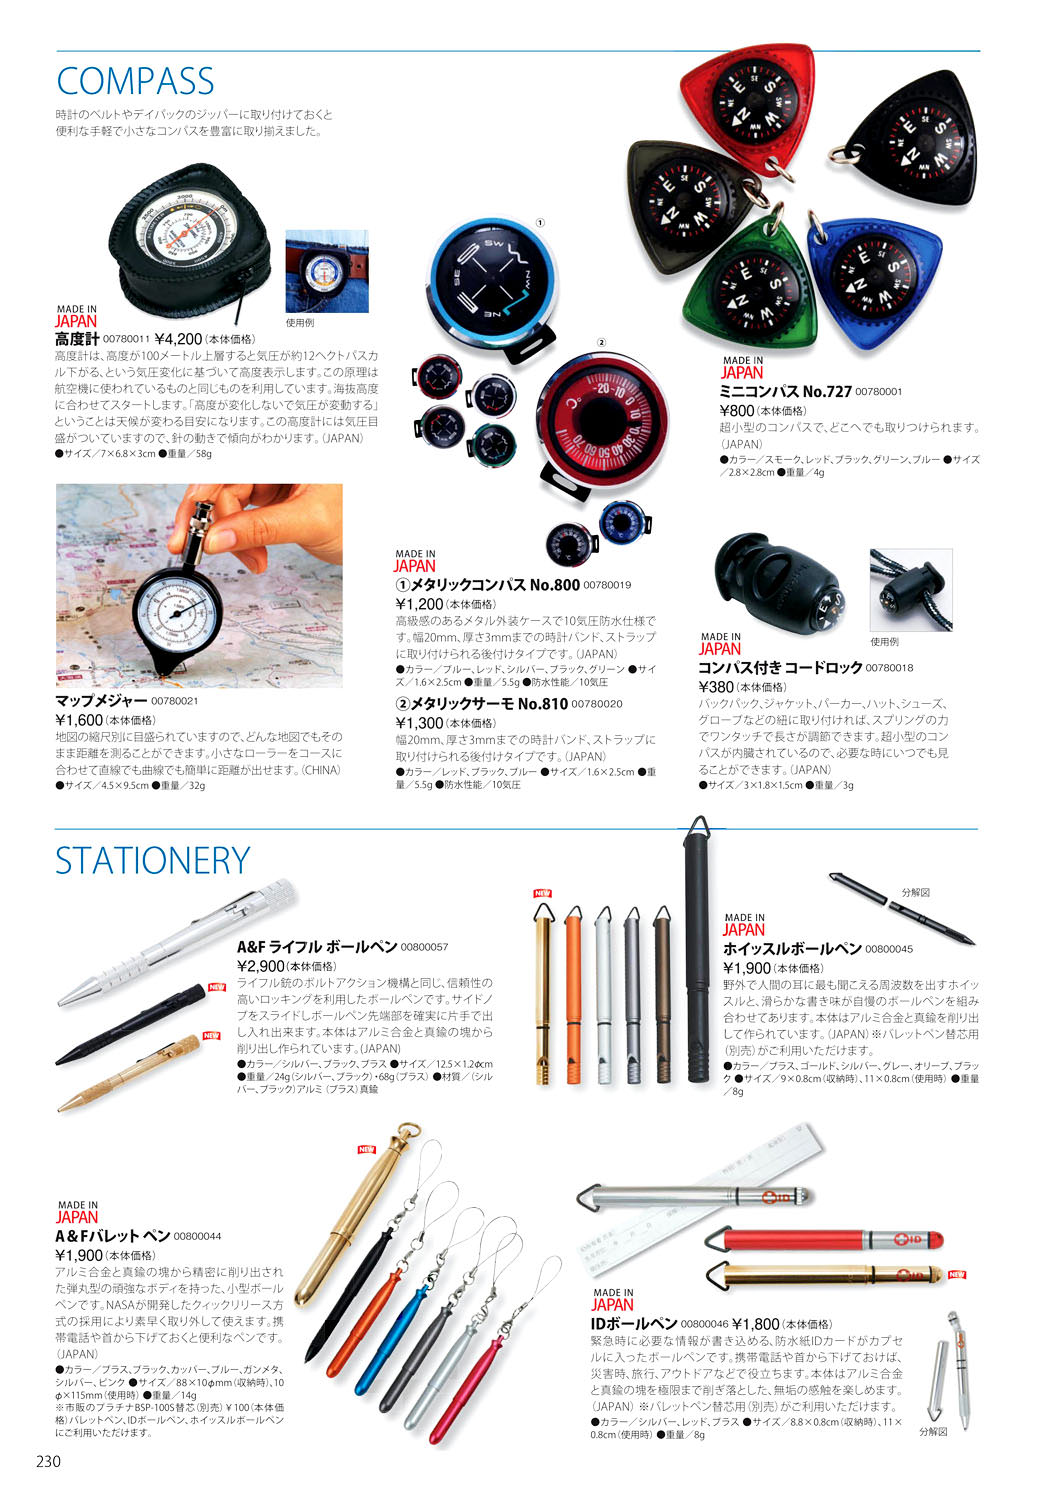 COMPASS
時計のベルトやデイパックのジッパーに取り付けておくと
便利な手軽で小さなコンパスを豊富に取り揃えました。
使用例
MADE IN
JAPAN
高度計 00780011 ¥4,200（本体価格）
高度計は、高度が100メートル上層すると気圧が約12ヘクトパスカ
ル下がる、という気圧変化に基づいて高度表示します。この原理は
航空機に使われているものと同じものを利用しています。海抜高度
に合わせてスタートします。「高度が変化しないで気圧が変動する」
ということは天候が変わる目安になります。この高度計には気圧目
盛がついていますので、針の動きで傾向がわかります。（JAPAN）
●サイズ／7×6.8×3cm ●重量／58g
マップメジャー 00780021
¥1,600（本体価格）
地図の縮尺別に目盛られていますので、どんな地図でもその
まま距離を測ることができます。小さなローラーをコースに
合わせて直線でも曲線でも簡単に距離が出せます。（CHINA）
●サイズ／4.5×9.5cm ●重量／32g
①
②
MADE IN
JAPAN
①メタリックコンパス No.800 00780019
¥1,200（本体価格）
高級感のあるメタル外装ケースで10気圧防水仕様で
す。幅20mm、厚さ3mmまでの時計バンド、ストラップ
に取り付けられる後付けタイプです。（JAPAN）
●カラー／ブルー、レッド、シルバー、ブラック、グリーン ●サイ
ズ／1.6×2.5cm ●重量／5.5g ●防水性能／10気圧
②メタリックサーモ No.810 00780020
¥1,300（本体価格）
幅20mm、厚さ3mmまでの時計バンド、ストラップに
取り付けられる後付けタイプです。（JAPAN）
●カラー／レッド、ブラック、ブルー ●サイズ／1.6×2.5cm ●重
量／5.5g ●防水性能／10気圧
MADE IN
JAPAN
ミニコンパス No.727 00780001
¥800（本体価格）
超小型のコンパスで、どこへでも取りつけられます。
（JAPAN）
●カラー／スモーク、レッド、ブラック、グリーン、ブルー ●サイズ
／2.8×2.8cm ●重量／4g
使用例
MADE IN
JAPAN
コンパス付き コードロック 00780018
¥380（本体価格）
バックパック、ジャケット、パーカー、ハット、シューズ、
グローブなどの紐に取り付ければ、スプリングの力
でワンタッチで長さが調節できます。超小型のコン
パスが内臓されているので、必要な時にいつでも見
ることができます。（JAPAN）
●サイズ／3×1.8×1.5cm ●重量／3g
STATIONERY
NEW
NEW
A&F ライフル ボールペン 00800057
¥2,900（本体価格）
ライフル銃のボルトアクション機構と同じ、信頼性の
高いロッキングを利用したボールペンです。サイドノ
ブをスライドしボールペン先端部を確実に片手で出
し入れ出来ます。本体はアルミ合金と真鍮の塊から
削り出し作られています。（JAPAN）
●カラー／シルバー、ブラック、ブラス ●サイズ／12.5×1.2φcm
●重量／24g（シルバー、ブラック）・68g（ブラス） ●材質／（シル
バー、ブラック）アルミ （ブラス）真鍮
NEW
分解図
MADE IN
JAPAN
ホイッスルボールペン 00800045
¥1,900（本体価格）
野外で人間の耳に最も聞こえる周波数を出すホイッ
スルと、滑らかな書き味が自慢のボールペンを組み
合わせてあります。本体はアルミ合金と真鍮を削り出
して作られています。（JAPAN）※バレットペン替芯用
（別売）がご利用いただけます。
●カラー／ブラス、ゴールド、シルバー、グレー、オリーブ、ブラッ
ク ●サイズ／9×0.8cm（収納時）、11×0.8cm（使用時） ●重量
／8g
NEW
MADE IN
JAPAN
A＆Fバレット ペン 00800044
¥1,900（本体価格）
アルミ合金と真鍮の塊から精密に削り出され
た弾丸型の頑強なボディを持った、小型ボール
ペンです。NASAが開発したクィックリリース方
式の採用により素早く取り外して使えます。携
帯電話や首から下げておくと便利なペンです。
（JAPAN）
●カラー／ブラス、ブラック、カッパー、ブルー、ガンメタ、
シルバー、ピンク ●サイズ／88×10φmm（収納時）、10
φ×115mm（使用時） ●重量／14g
※市販のプラチナBSP-100S替芯（別売）￥100（本体価
格）バレットペン、IDボールペン、ホイッスルボールペン
にご利用いただけます。
ID
ID
ID
NEW
MADE IN
JAPAN
IDボールペン 00800046 ¥1,800（本体価格）
緊急時に必要な情報が書き込める、防水紙IDカードがカプセ
ルに入ったボールペンです。携帯電話や首から下げておけば、
災害時、旅行、アウトドアなどで役立ちます。本体はアルミ合金
と真鍮の塊を極限まで削ぎ落とした、無垢の感触を楽しめます。
（JAPAN） ※バレットペン替芯用（別売）がご利用いただけます。
●カラー／シルバー、レッド、ブラス ●サイズ／8.8×0.8cm（収納時）、11×
0.8cm（使用時） ●重量／8g
分解図
230